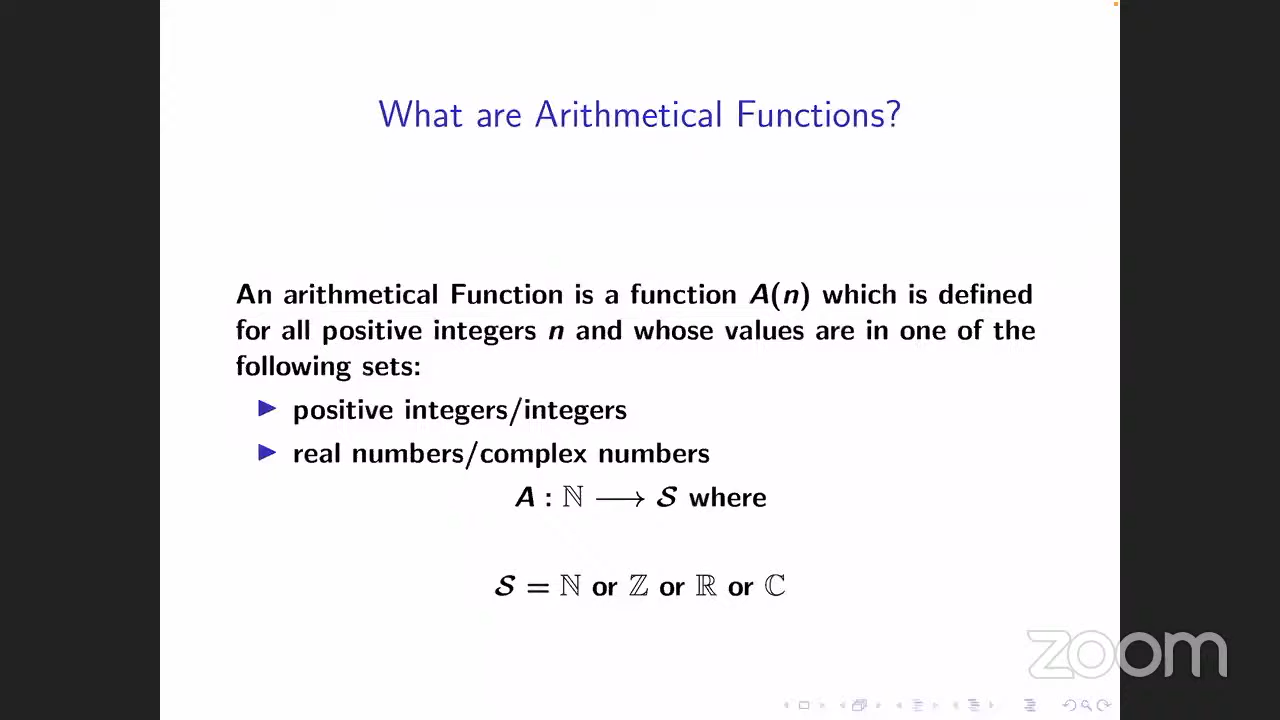 What are Arithmetical Functions?
An arithmetical Function is a function A(n) which is defined
for all positive integers n and whose values are in one of the
following sets:
▶ positive integers/integers
▶ real numbers/complex numbers
A : ℕ ⟶ 𝓢 where
𝓢 = ℕ or ℤ or ℝ or ℂ
zoom